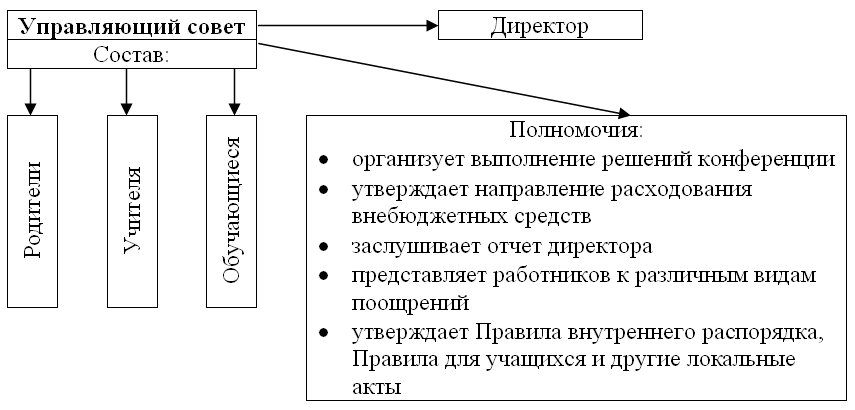 Управляющий совет
Состав:
Директор
Родители
Учителя
Обучающиеся
Полномочия:
• организует выполнение решений конференции
• утверждает направление расходования
внебюджетных средств
• заслушивает отчет директора
• представляет работников к различным видам
поощрений
• утверждает Правила внутреннего распорядка,
Правила для учащихся и другие локальные
акты